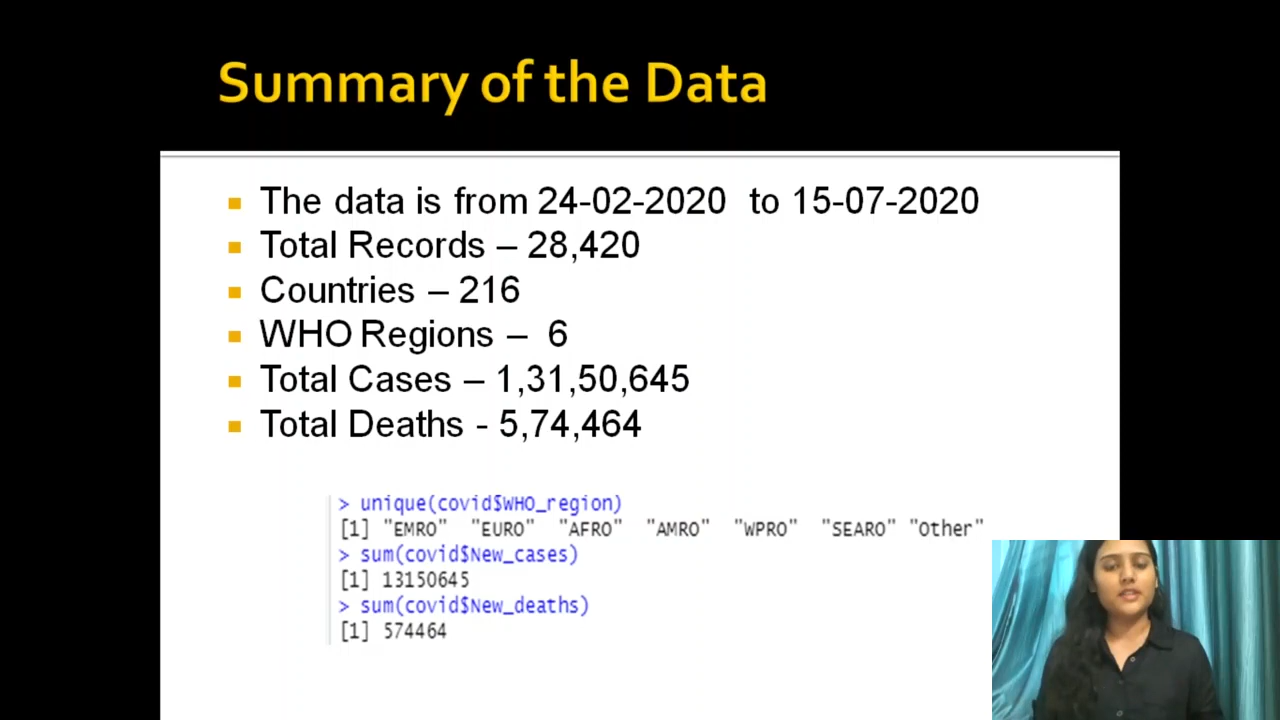 Summary of the Data
The data is from 24-02-2020 to 15-07-2020
Total Records – 28,420
Countries – 216
WHO Regions – 6
Total Cases – 1,31,50,645
Total Deaths - 5,74,464
> unique(covid$WHO_region)
[1] "EMRO" "EURO" "AFRO" "AMRO" "WPRO" "SEARO" "Other"
> sum(covid$New_cases)
[1] 13150645
> sum(covid$New_deaths)
[1] 574464